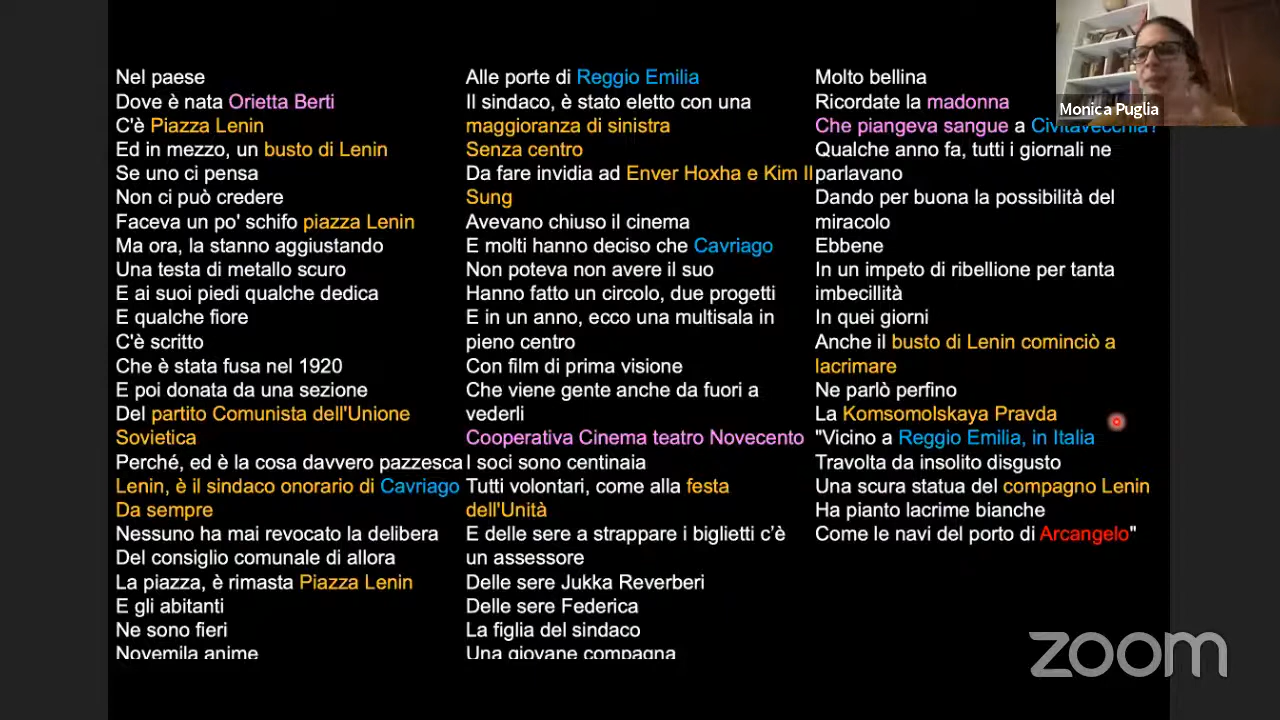 Nel paese
Dove è nata Orietta Berti
C'è Piazza Lenin
Ed in mezzo, un busto di Lenin
Se uno ci pensa
Non ci può credere
Faceva un po' schifo piazza Lenin
Ma ora, la stanno aggiustando
Una testa di metallo scuro
E ai suoi piedi qualche dedica
E qualche fiore
C'è scritto
Che è stata fusa nel 1920
E poi donata da una sezione
Del partito Comunista dell'Unione
Sovietica
Perché, ed è la cosa davvero pazzesca
Lenin, è il sindaco onorario di Cavriago
Da sempre
Nessuno ha mai revocato la delibera
Del consiglio comunale di allora
La piazza, è rimasta Piazza Lenin
E gli abitanti
Ne sono fieri
Novemila anime
Alle porte di Reggio Emilia
Il sindaco, è stato eletto con una
maggioranza di sinistra
Senza centro
Da fare invidia ad Enver Hoxha e Kim Il
Sung
Avevano chiuso il cinema
E molti hanno deciso che Cavriago
Non poteva non avere il suo
Hanno fatto un circolo, due progetti
E in un anno, ecco una multisala in
pieno centro
Con film di prima visione
Che viene gente anche da fuori a
vederli
Cooperativa Cinema teatro Novecento
I soci sono centinaia
Tutti volontari, come alla festa
dell'Unità
E delle sere a strappare i biglietti c'è
un assessore
Delle sere Jukka Reverberi
Delle sere Federica
La figlia del sindaco
Una giovane compagna
Molto bellina
Ricordate la madonna
Che piangeva sangue a Civitavecchia?
Qualche anno fa, tutti i giornali ne
parlavano
Dando per buona la possibilità del
miracolo
Ebbene
In un impeto di ribellione per tanta
imbecillità
In quei giorni
Anche il busto di Lenin cominciò a
lacrimare
Ne parlò perfino
La Komsomolskaya Pravda
"Vicino a Reggio Emilia, in Italia
Travolta da insolito disgusto
Una scura statua del compagno Lenin
Ha pianto lacrime bianche
Come le navi del porto di Arcangelo"
Monica Puglia
zoom